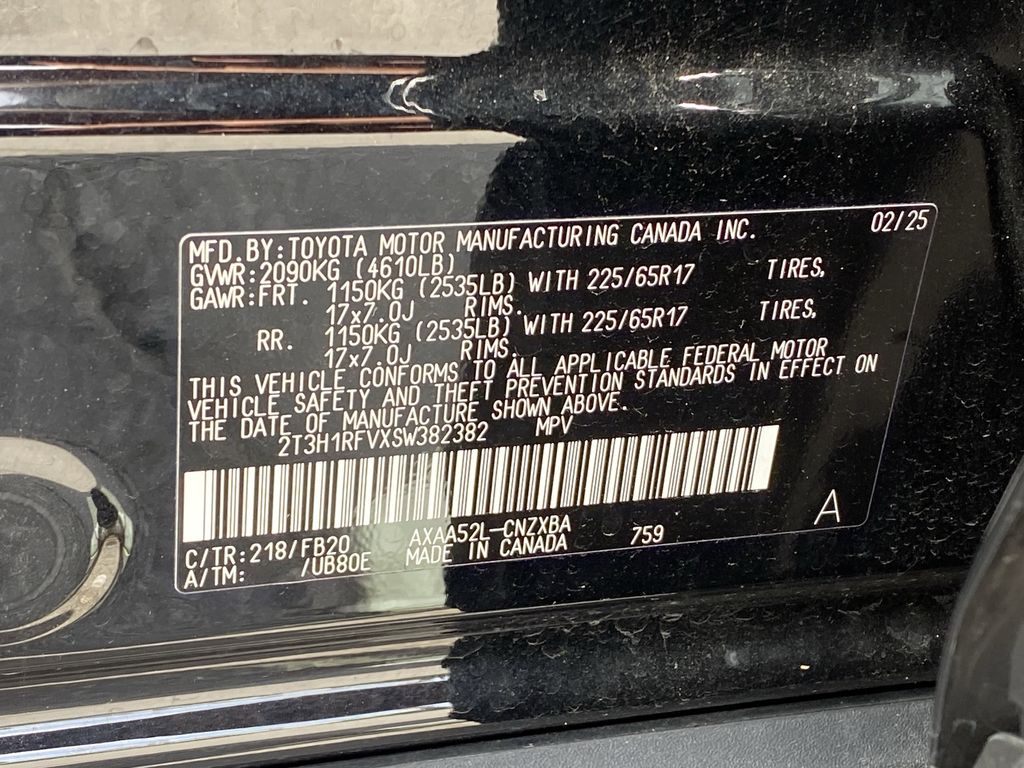 MFD. BY: TOYOTA MOTOR MANUFACTURING CANADA INC. 02/25
GVWR: 2090KG (4610LB)
GAWR: FRT. 1150KG (2535LB) WITH 225/65R17 TIRES,
17x7.0J RIMS.
RR. 1150KG (2535LB) WITH 225/65R17 TIRES,
17x7.0J RIMS.
THIS VEHICLE CONFORMS TO ALL APPLICABLE FEDERAL MOTOR
VEHICLE SAFETY AND THEFT PREVENTION STANDARDS IN EFFECT ON
THE DATE OF MANUFACTURE SHOWN ABOVE.
2T3H1RFVXSW382382 MPV
C/TR: 218/FB20 AXAA52L-CNZXBA 759 A
A/TM: /UB80E MADE IN CANADA